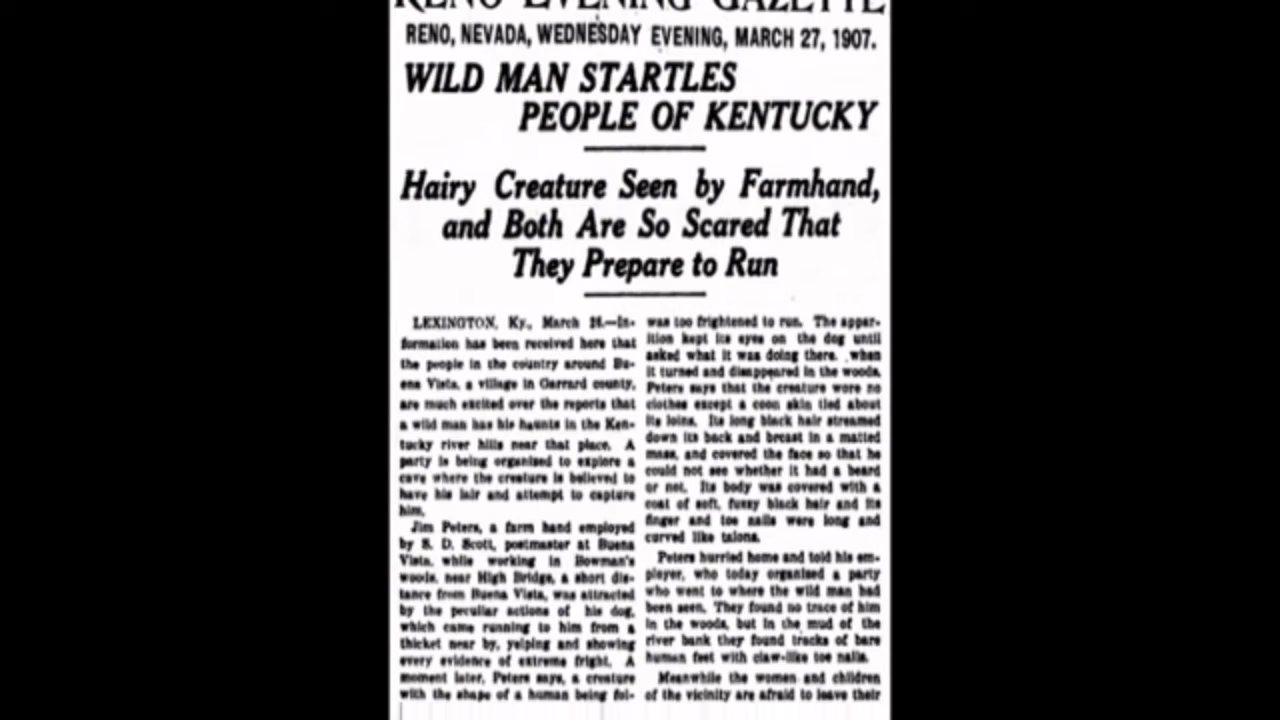 RENO EVENING GAZETTE
RENO, NEVADA, WEDNESDAY EVENING, MARCH 27, 1907.
WILD MAN STARTLES
PEOPLE OF KENTUCKY
Hairy Creature Seen by Farmhand,
and Both Are So Scared That
They Prepare to Run
LEXINGTON, Ky., March 26.—In-
formation has been received here that
the people in the country around Bu-
ena Vista, a village in Garrard county,
are much excited over the reports that
a wild man has his haunts in the Ken-
tucky river hills near that place. A
party is being organized to explore a
cave where the creature is believed to
have his lair and attempt to capture
him.
Jim Peters, a farm hand employed
by S. D. Scott, postmaster at Buena
Vista, while working in Bowman's
woods, near High Bridge, a short dis-
tance from Buena Vista, was attracted
by the peculiar actions of his dog,
which came running to him from a
thicket near by, yelping and showing
every evidence of extreme fright. A
moment later, Peters says, a creature
with the shape of a human being fol-
was too frightened to run. The appar-
ition kept its eyes on the dog until
asked what it was doing there, when
it turned and disappeared in the woods.
Peters says that the creature wore no
clothes except a coon skin tied about
its loins. Its long black hair streamed
down its back and breast in a matted
mass, and covered the face so that he
could not see whether it had a beard
or not. Its body was covered with a
coat of soft, fuzzy black hair and its
finger and toe nails were long and
curved like talons.
Peters hurried home and told his em-
ployer, who today organized a party
who went to where the wild man had
been seen. They found no trace of him
in the woods, but in the mud of the
river bank they found tracks of bare
human feet with claw-like toe nails.
Meanwhile the women and children
of the vicinity are afraid to leave their